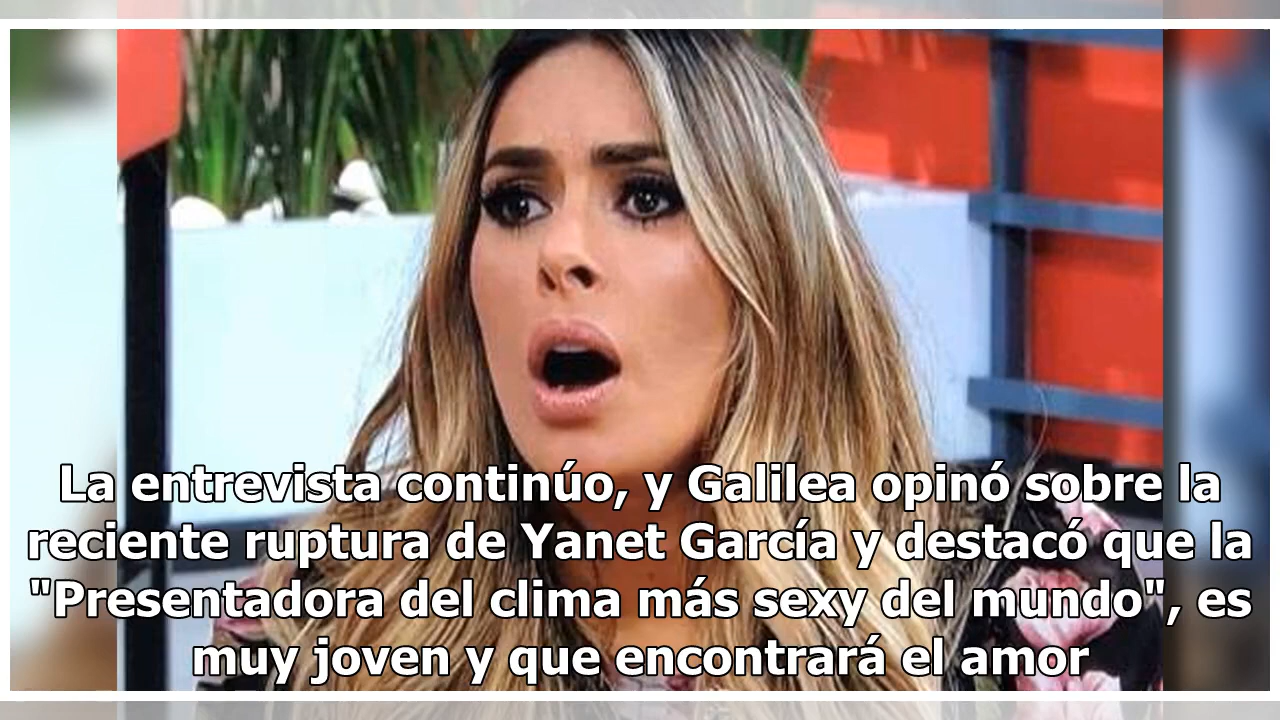 La entrevista continúo, y Galilea opinó sobre la
reciente ruptura de Yanet García y destacó que la
"Presentadora del clima más sexy del mundo", es
muy joven y que encontrará el amor